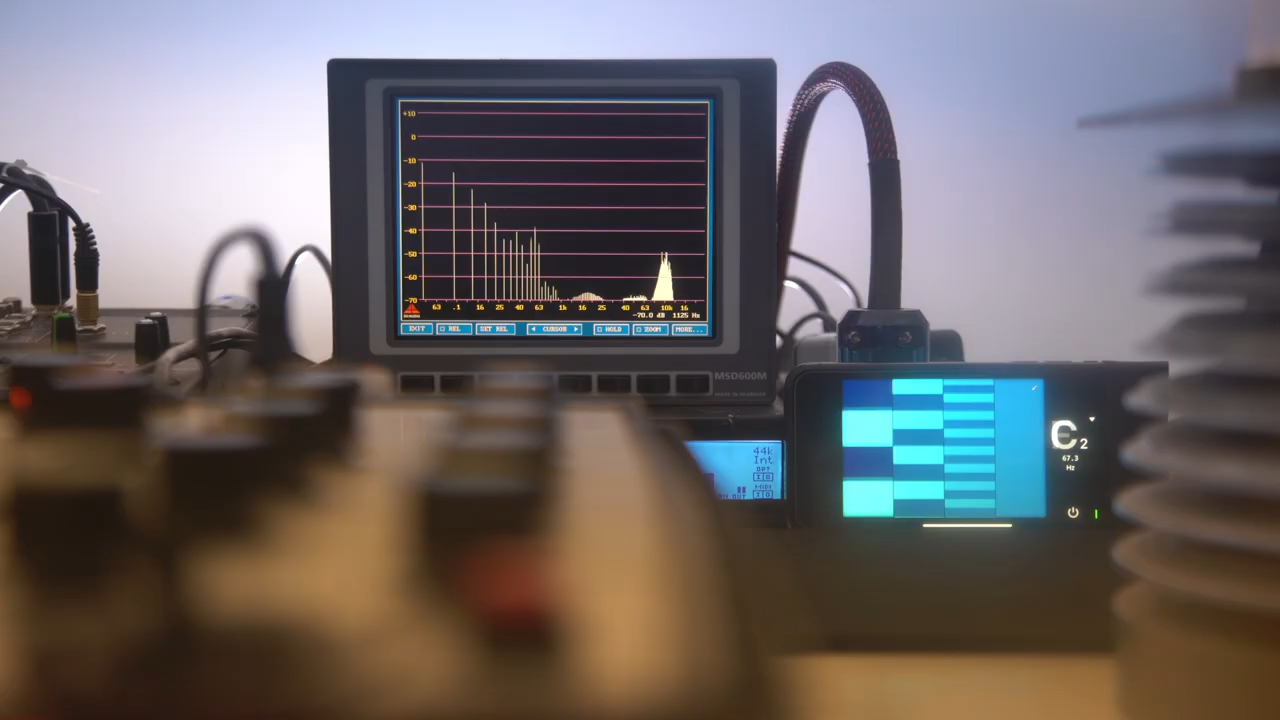 +10
0
-10
-20
-30
-40
-50
-60
-70
63 .1 16 25 40 63 1k 16 25 40 63 10k 16
-70.0 dB 1125 Hz
EXIT REL SET REL ◄ CURSOR ► HOLD ZOOM MORE...
MSD600M
44k
Int
OPT
MIDI
C2
67.3
Hz